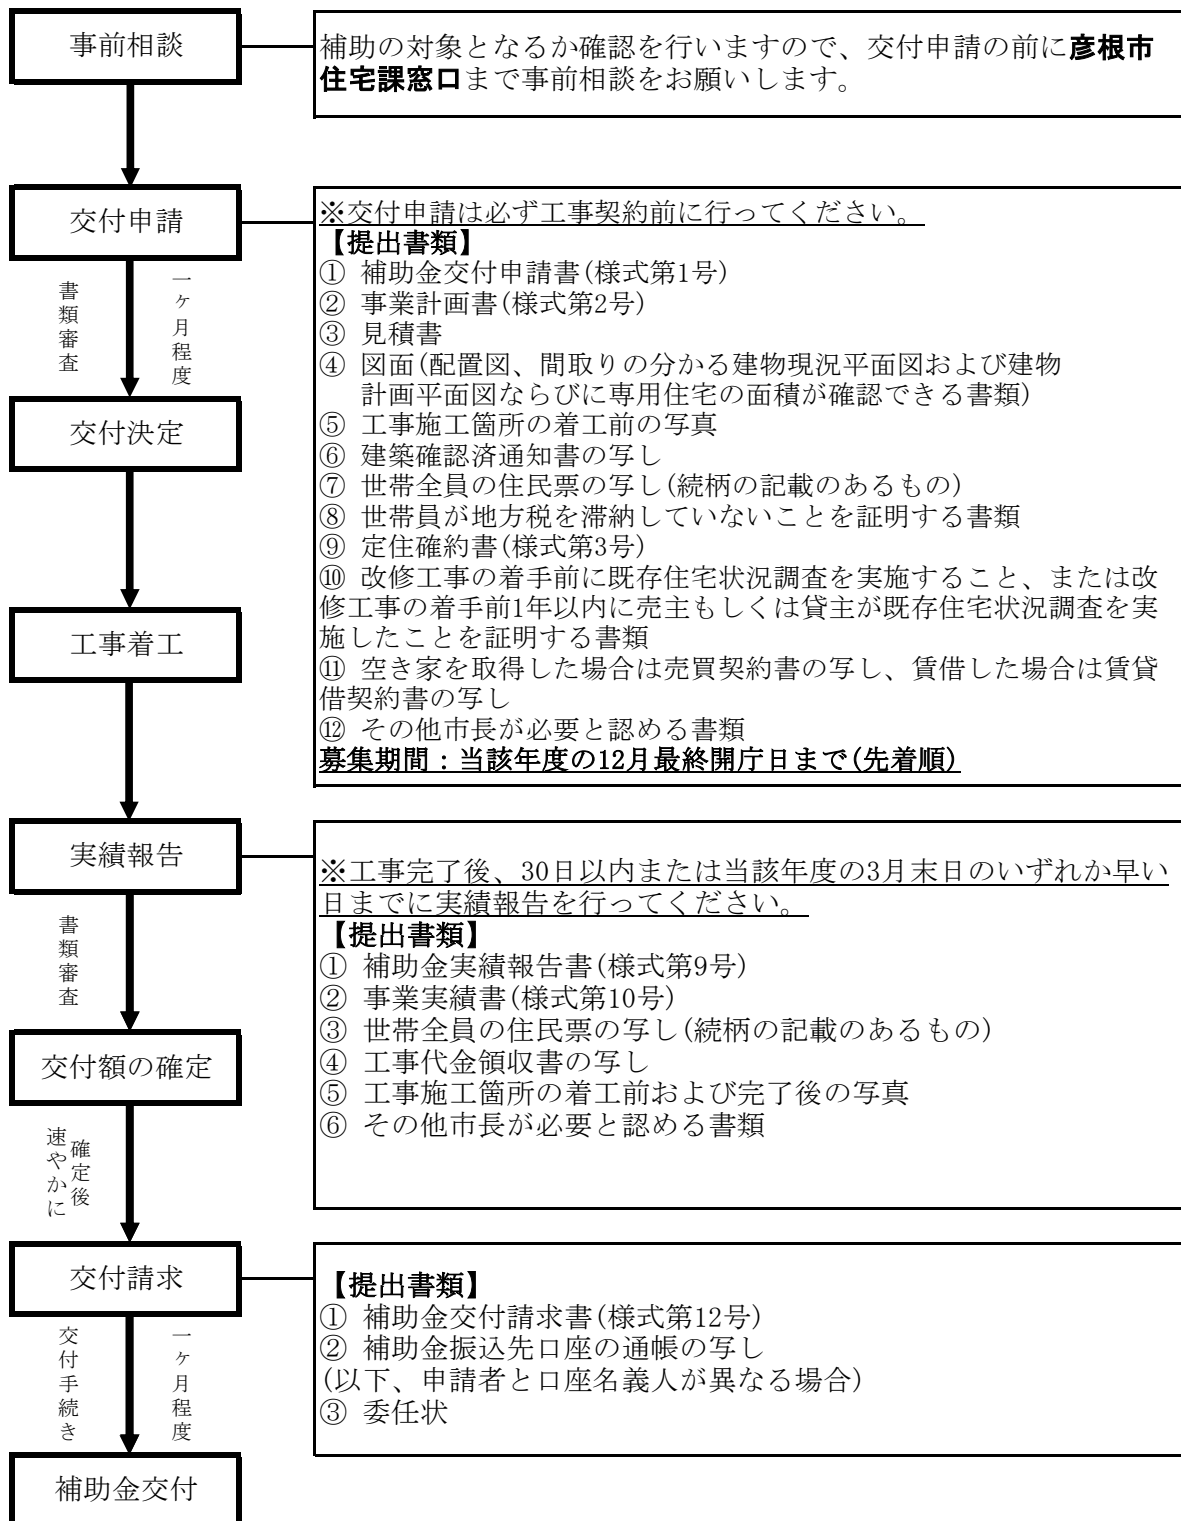 事前相談
補助の対象となるか確認を行いますので、交付申請の前に彦根市
住宅課窓口まで事前相談をお願いします。
交付申請
※交付申請は必ず工事契約前に行ってください。
【提出書類】
① 補助金交付申請書(様式第1号)
② 事業計画書(様式第2号)
③ 見積書
④ 図面(配置図、間取りの分かる建物現況平面図および建物
計画平面図ならびに専用住宅の面積が確認できる書類)
⑤ 工事施工箇所の着工前の写真
⑥ 建築確認済通知書の写し
⑦ 世帯全員の住民票の写し(続柄の記載のあるもの)
⑧ 世帯員が地方税を滞納していないことを証明する書類
⑨ 定住確約書(様式第3号)
⑩ 改修工事の着手前に既存住宅状況調査を実施すること、または改
修工事の着手前1年以内に売主もしくは貸主が既存住宅状況調査を実
施したことを証明する書類
⑪ 空き家を取得した場合は売買契約書の写し、賃借した場合は賃貸
借契約書の写し
⑫ その他市長が必要と認める書類
募集期間：当該年度の12月最終開庁日まで(先着順)
書類審査
一ヶ月程度
交付決定
工事着工
実績報告
※工事完了後、30日以内または当該年度の3月末日のいずれか早い
日までに実績報告を行ってください。
【提出書類】
① 補助金実績報告書(様式第9号)
② 事業実績書(様式第10号)
③ 世帯全員の住民票の写し(続柄の記載のあるもの)
④ 工事代金領収書の写し
⑤ 工事施工箇所の着工前および完了後の写真
⑥ その他市長が必要と認める書類
書類審査
交付額の確定
確定後
速やかに
交付請求
【提出書類】
① 補助金交付請求書(様式第12号)
② 補助金振込先口座の通帳の写し
(以下、申請者と口座名義人が異なる場合)
③ 委任状
交付手続き
一ヶ月程度
補助金交付